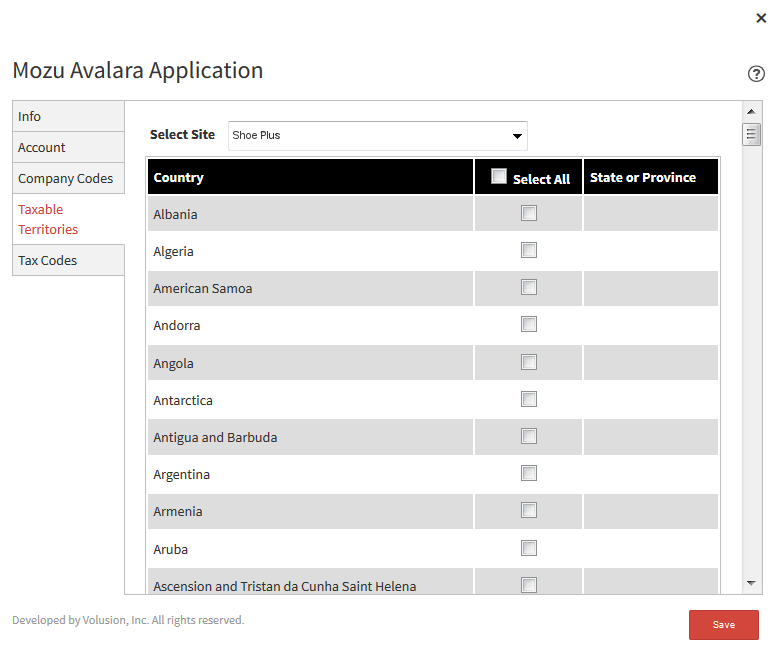 ×
Mozu Avalara Application
?
Info
Account
Company Codes
Taxable
Territories
Tax Codes
Select Site Shoe Plus
Country Select All State or Province
Albania
Algeria
American Samoa
Andorra
Angola
Antarctica
Antigua and Barbuda
Argentina
Armenia
Aruba
Ascension and Tristan da Cunha Saint Helena
Developed by Volusion, Inc. All rights reserved.
Save